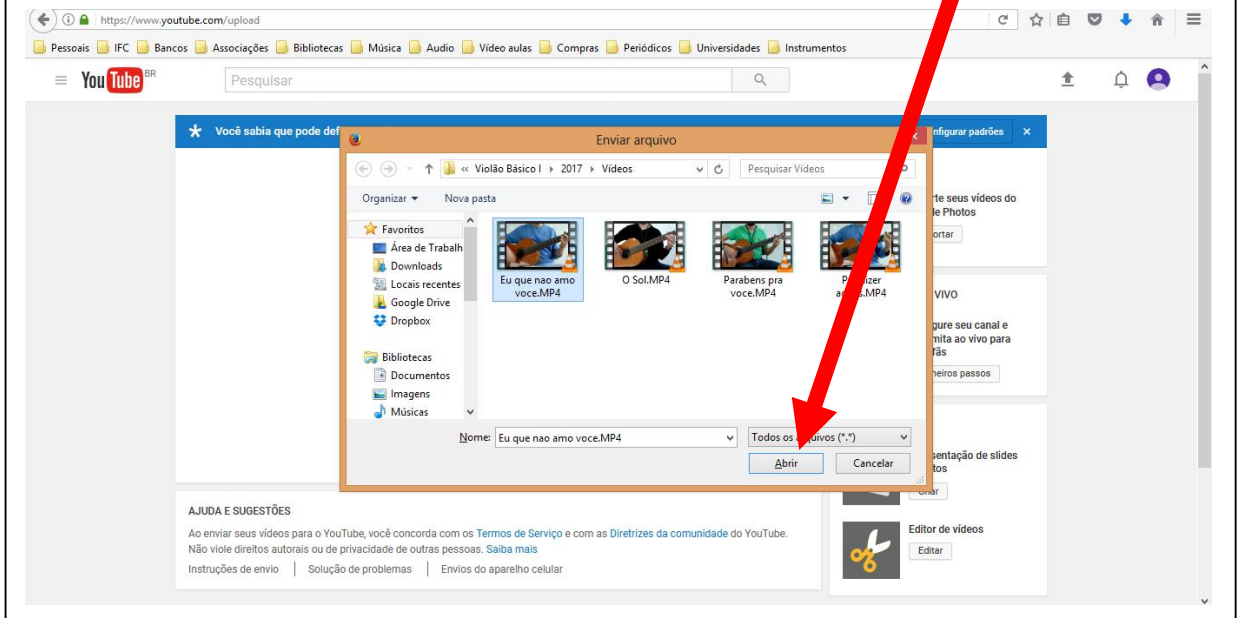 https://www.youtube.com/upload
Pessoais IFC Bancos Associações Bibliotecas Música Audio Vídeo aulas Compras Periódicos Universidades Instrumentos
YouTube BR Pesquisar
Você sabia que pode def
nfigurar padrões ×
Enviar arquivo
« Violão Básico I 2017 Vídeos Pesquisar Vídeos
Organizar Nova pasta
Favoritos
Área de Trabalh
Downloads
Locais recentes
Google Drive
Dropbox
Bibliotecas
Documentos
Imagens
Músicas
Eu que nao amo
voce.MP4
O Sol.MP4
Parabens pra
voce.MP4
Nome: Eu que nao amo voce.MP4
Todos os (*.*)
Abrir Cancelar
rte seus vídeos do
le Photos
ortar
VIVO
gure seu canal e
mita ao vivo para
fãs
neiros passos
sentação de slides
tos
Criar
Editor de vídeos
Editar
AJUDA E SUGESTÕES
Ao enviar seus vídeos para o YouTube, você concorda com os Termos de Serviço e com as Diretrizes da comunidade do YouTube.
Não viole direitos autorais ou de privacidade de outras pessoas. Saiba mais
Instruções de envio | Solução de problemas | Envios do aparelho celular